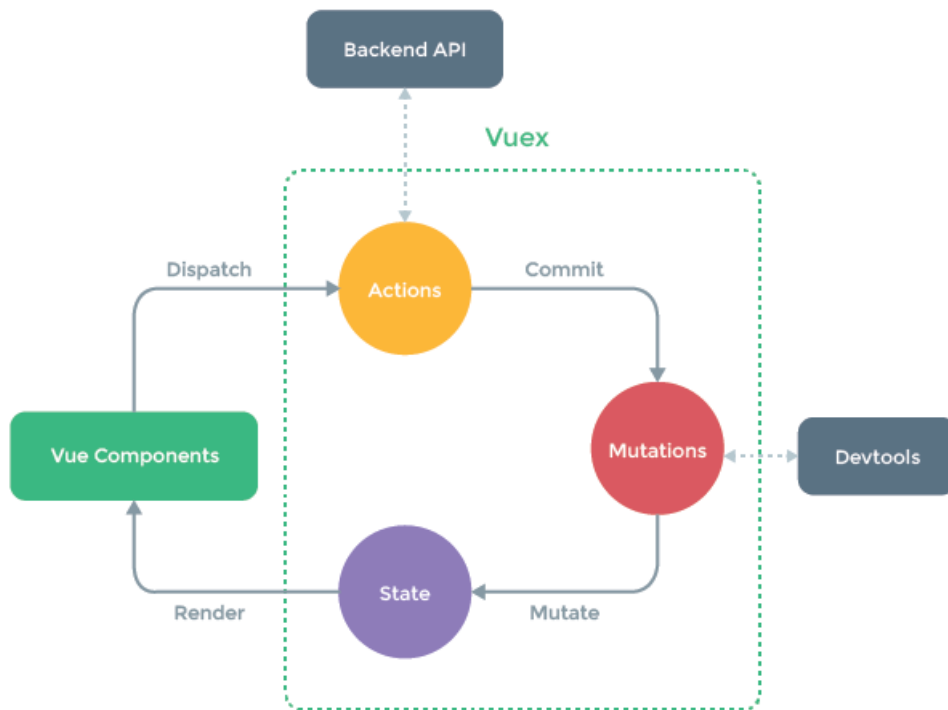 Backend API
Vuex
Dispatch
Commit
Actions
Mutations
Vue Components
Devtools
State
Render
Mutate